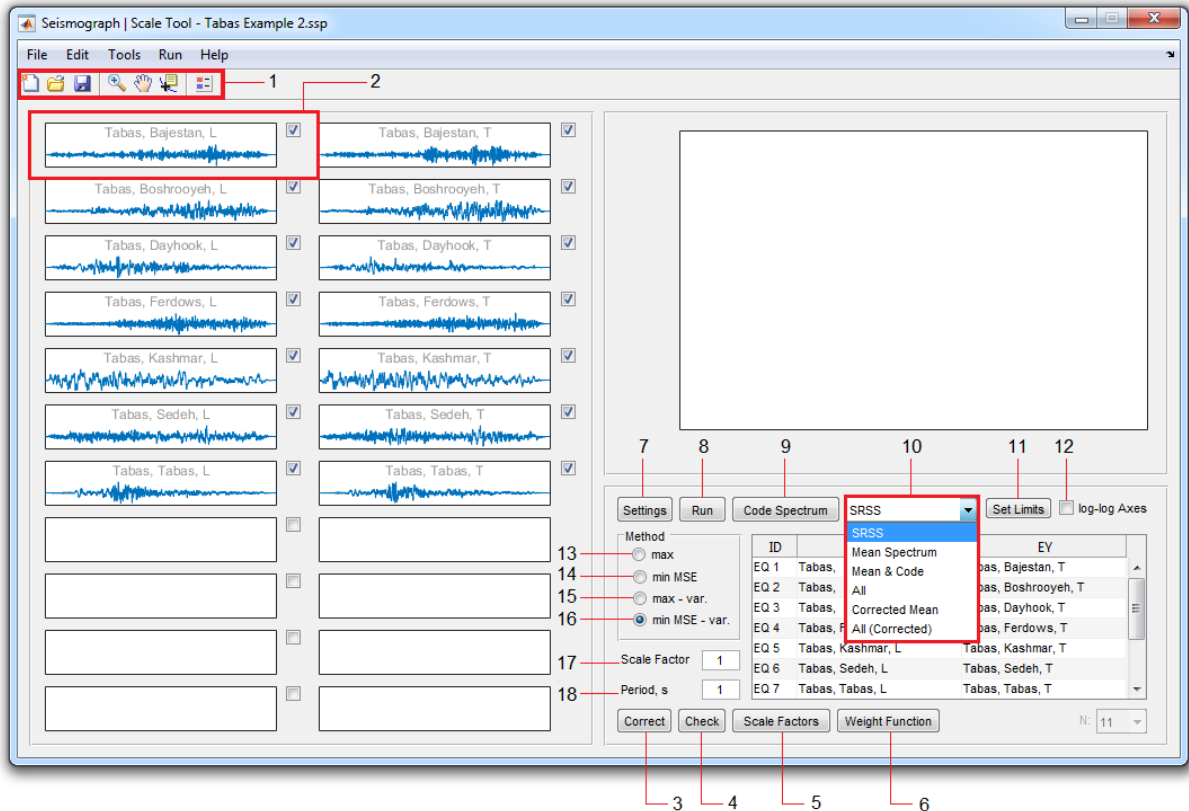 Seismograph | Scale Tool - Tabas Example 2.ssp
File Edit Tools Run Help
1 2
Tabas, Bajestan, L Tabas, Bajestan, T
Tabas, Boshrooyeh, L Tabas, Boshrooyeh, T
Tabas, Dayhook, L Tabas, Dayhook, T
Tabas, Ferdows, L Tabas, Ferdows, T
Tabas, Kashmar, L Tabas, Kashmar, T
Tabas, Sedeh, L Tabas, Sedeh, T
Tabas, Tabas, L Tabas, Tabas, T
7 8 9 10 11 12
Settings Run Code Spectrum SRSS Set Limits log-log Axes
SRSS
Mean Spectrum
Mean & Code
All
Corrected Mean
All (Corrected)
Method
13 max
14 min MSE
15 max - var.
16 min MSE - var.
17 Scale Factor 1
18 Period, s 1
ID EY
EQ 1 Tabas, bas, Bajestan, T
EQ 2 Tabas, bas, Boshrooyeh, T
EQ 3 Tabas, bas, Dayhook, T
EQ 4 Tabas, F bas, Ferdows, T
EQ 5 Tabas, Kashmar, L Tabas, Kashmar, T
EQ 6 Tabas, Sedeh, L Tabas, Sedeh, T
EQ 7 Tabas, Tabas, L Tabas, Tabas, T
Correct Check Scale Factors Weight Function N: 11
3 4 5 6